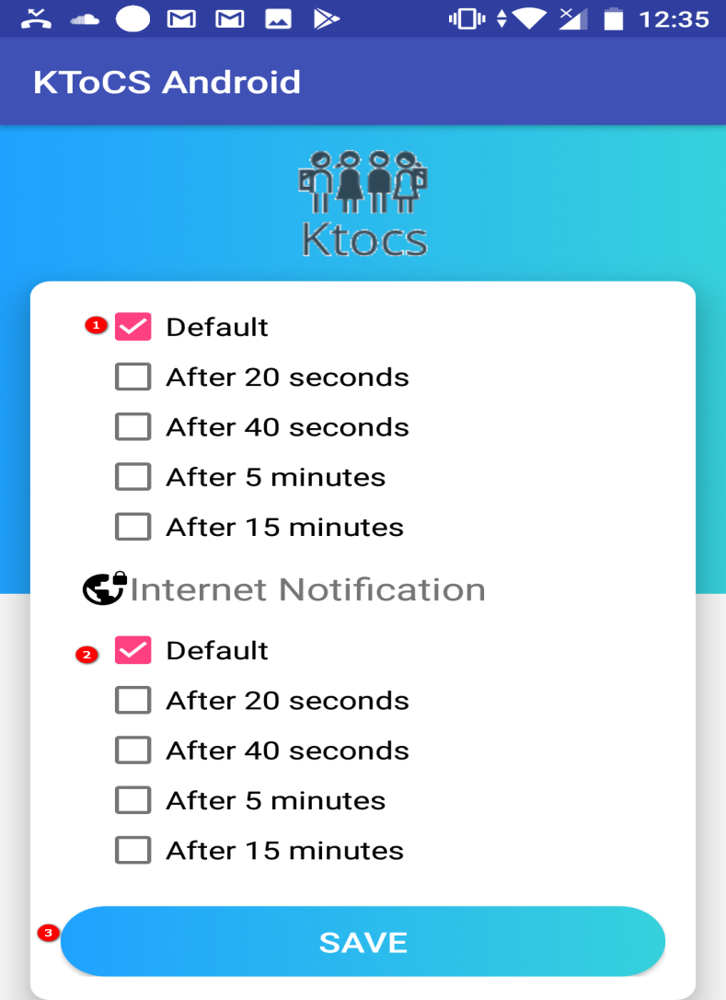 12:35
KToCS Android
Ktocs
1 Default
After 20 seconds
After 40 seconds
After 5 minutes
After 15 minutes
Internet Notification
2 Default
After 20 seconds
After 40 seconds
After 5 minutes
After 15 minutes
3 SAVE